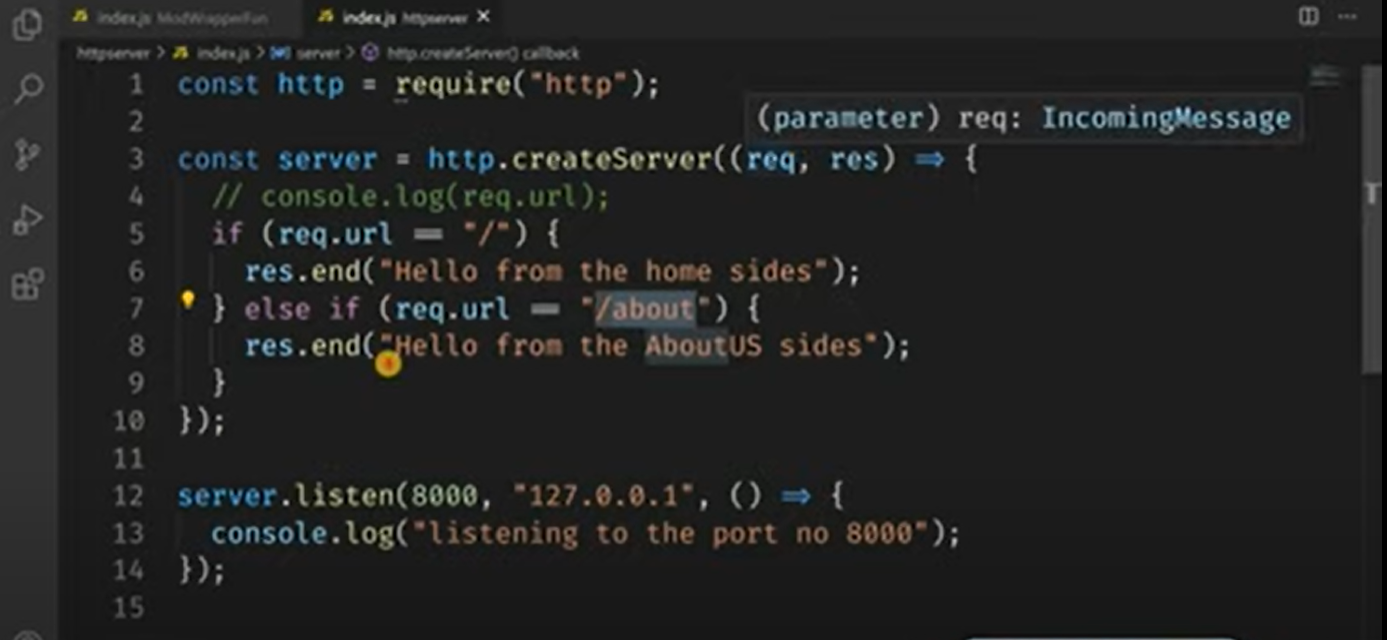 index.js ModWrapperFun
index.js httpserver ×
httpserver > index.js > server > http.createServer() callback
1 const http = require("http");
(parameter) req: IncomingMessage
2
3 const server = http.createServer((req, res) => {
4 // console.log(req.url);
5 if (req.url == "/") {
6 res.end("Hello from the home sides");
7 } else if (req.url == "/about") {
8 res.end("Hello from the AboutUS sides");
9 }
10 });
11
12 server.listen(8000, "127.0.0.1", () => {
13 console.log("listening to the port no 8000");
14 });
15